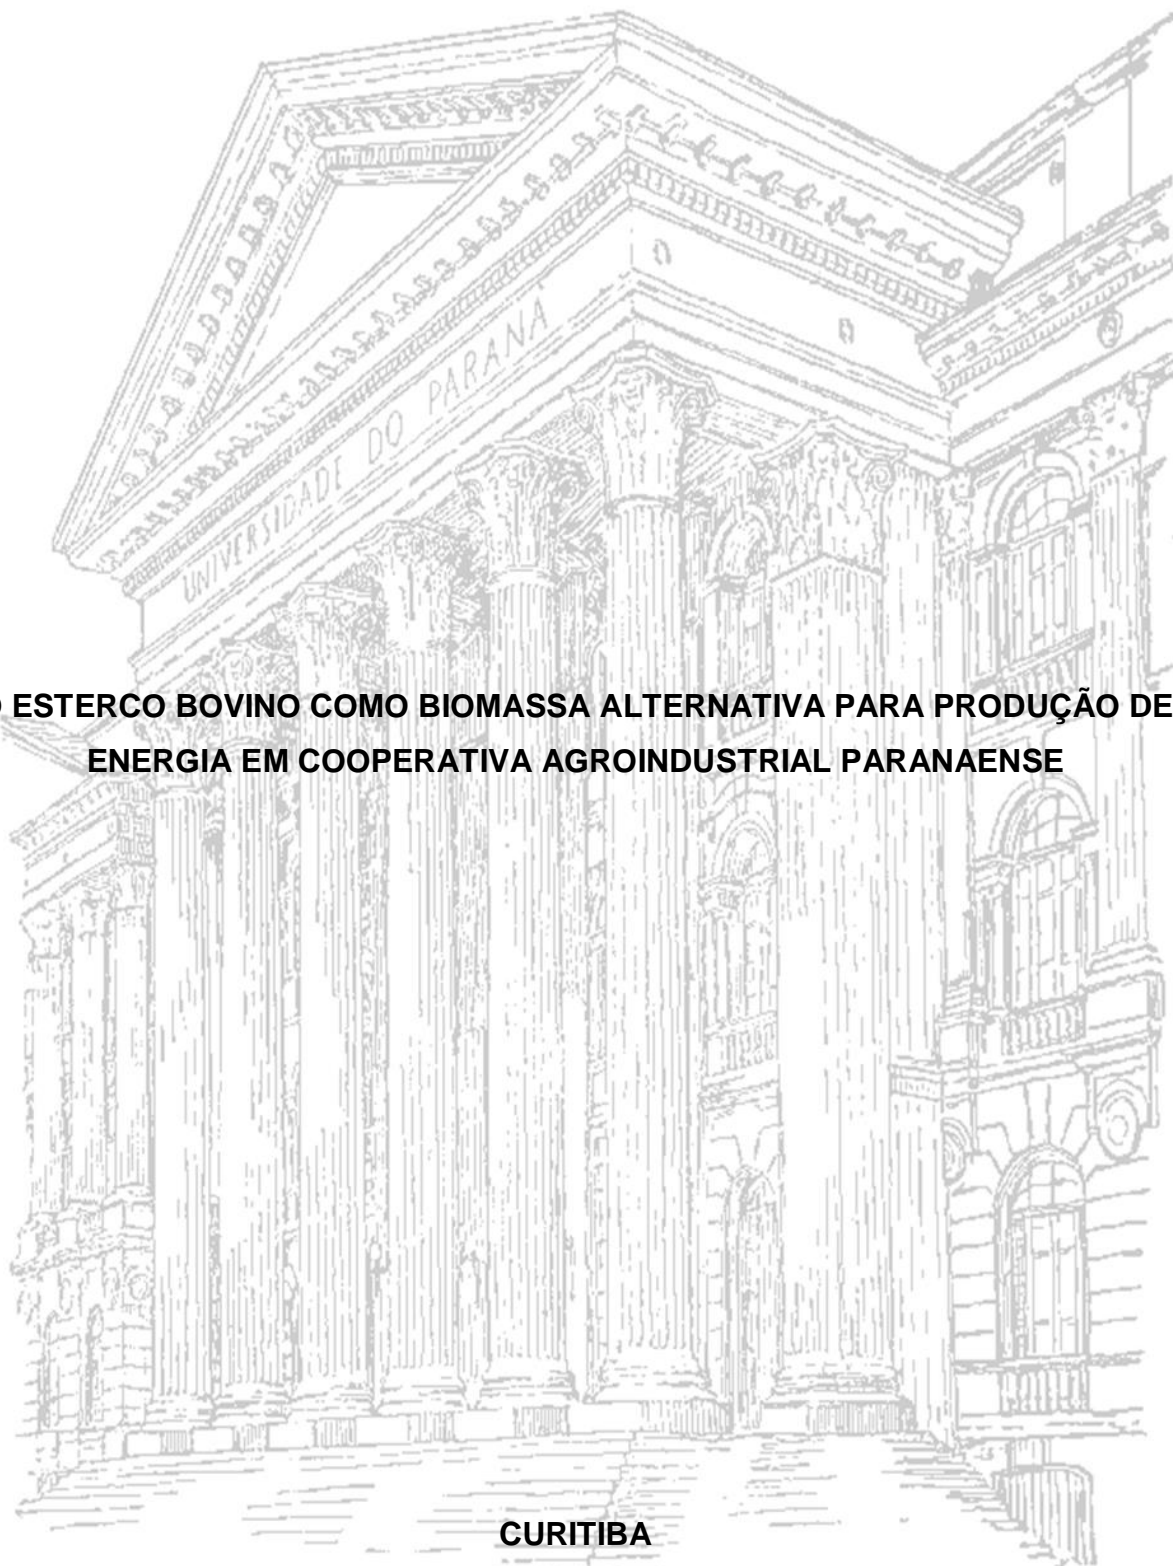 UNIVERSIDADE DO PARANÁ
O ESTERCO BOVINO COMO BIOMASSA ALTERNATIVA PARA PRODUÇÃO DE
ENERGIA EM COOPERATIVA AGROINDUSTRIAL PARANAENSE
CURITIBA